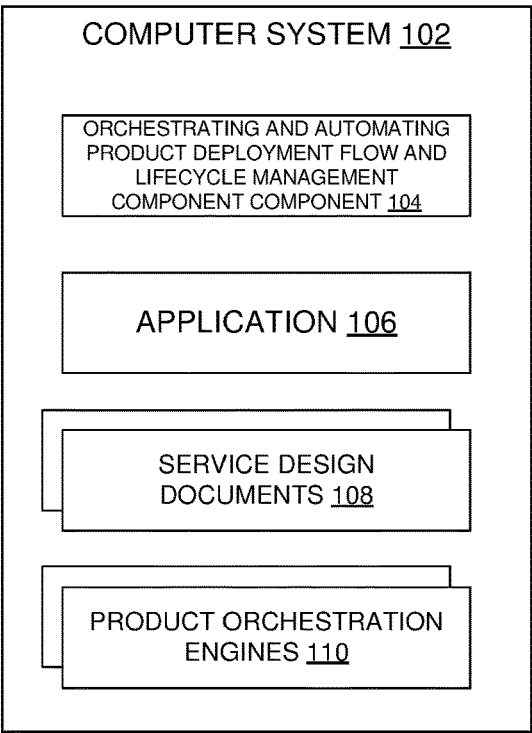 COMPUTER SYSTEM 102
ORCHESTRATING AND AUTOMATING
PRODUCT DEPLOYMENT FLOW AND
LIFECYCLE MANAGEMENT
COMPONENT COMPONENT 104
APPLICATION 106
SERVICE DESIGN
DOCUMENTS 108
PRODUCT ORCHESTRATION
ENGINES 110